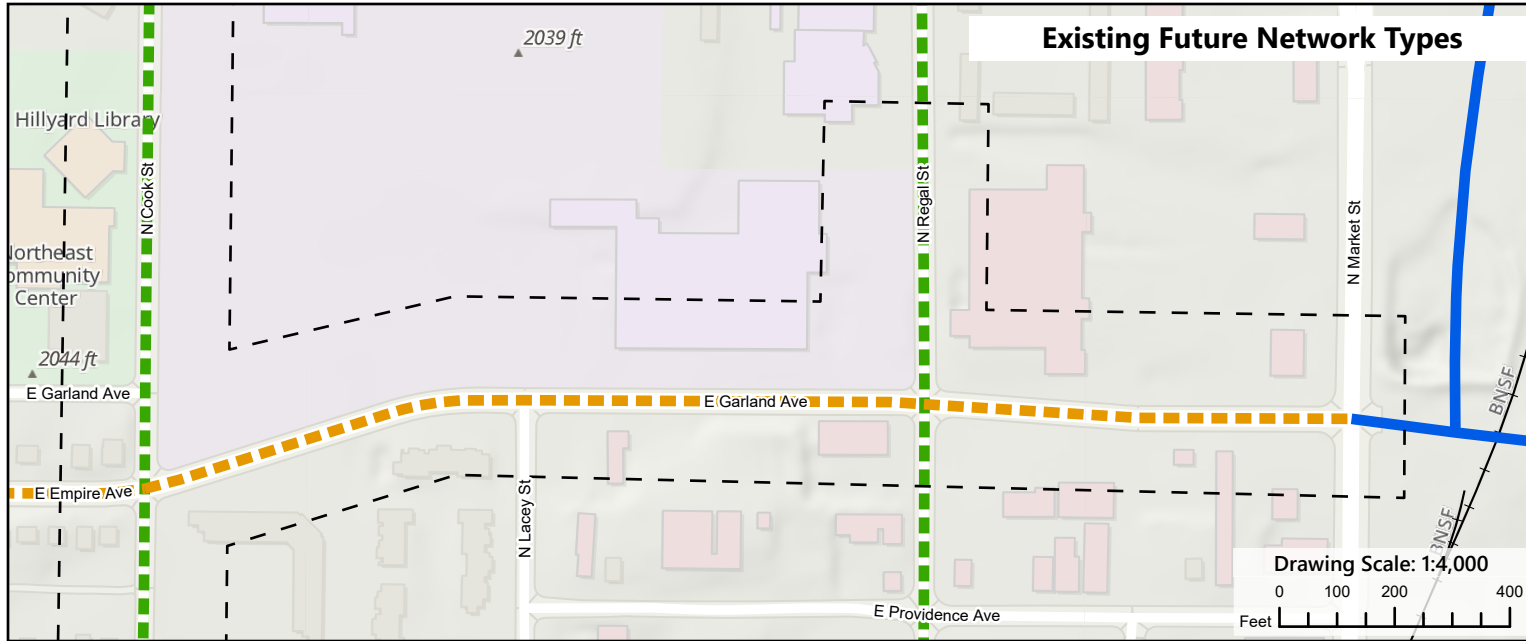 Existing Future Network Types
2039 ft
Hillyard Library
N Cook St
N Regal St
N Market St
Northeast
ommunity
Center
2044 ft
E Garland Ave
E Garland Ave
BNSF
E Empire Ave
N Lacey St
BNSF
E Providence Ave
Drawing Scale: 1:4,000
0 100 200 400
Feet